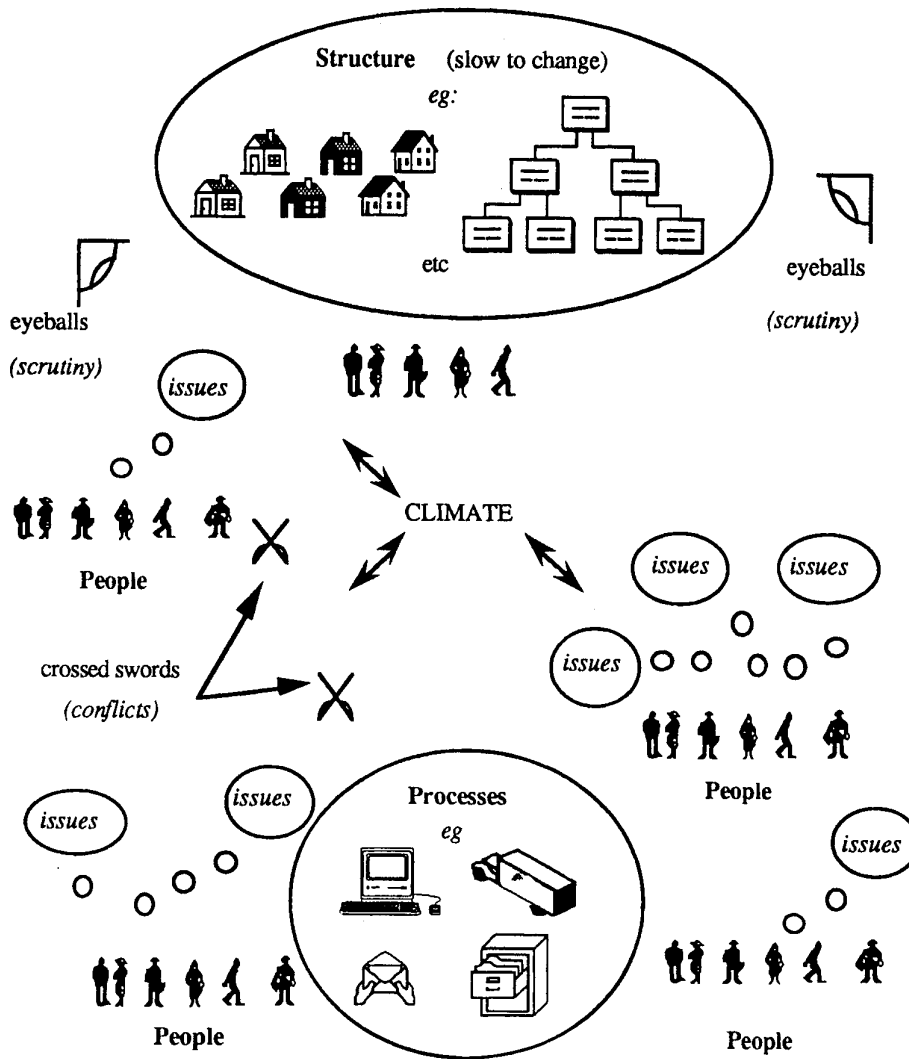 Structure (slow to change)
eg:
etc
eyeballs
(scrutiny)
eyeballs
(scrutiny)
issues
CLIMATE
People
issues
issues
issues
crossed swords
(conflicts)
People
issues
issues
Processes
eg
issues
People
People